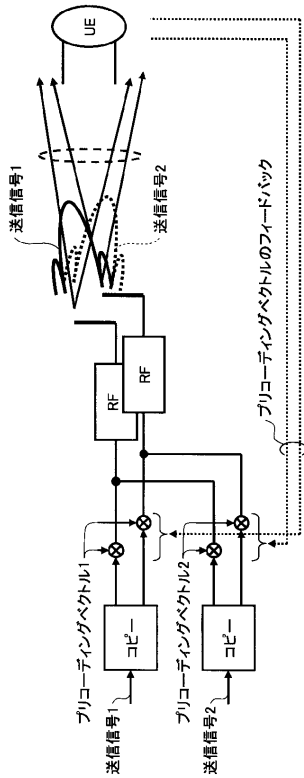 送信信号1
プリコーディングベクトル1
コピー
送信信号2
プリコーディングベクトル2
コピー
RF
RF
送信信号1
送信信号2
UE
プリコーディングベクトルのフィードバック